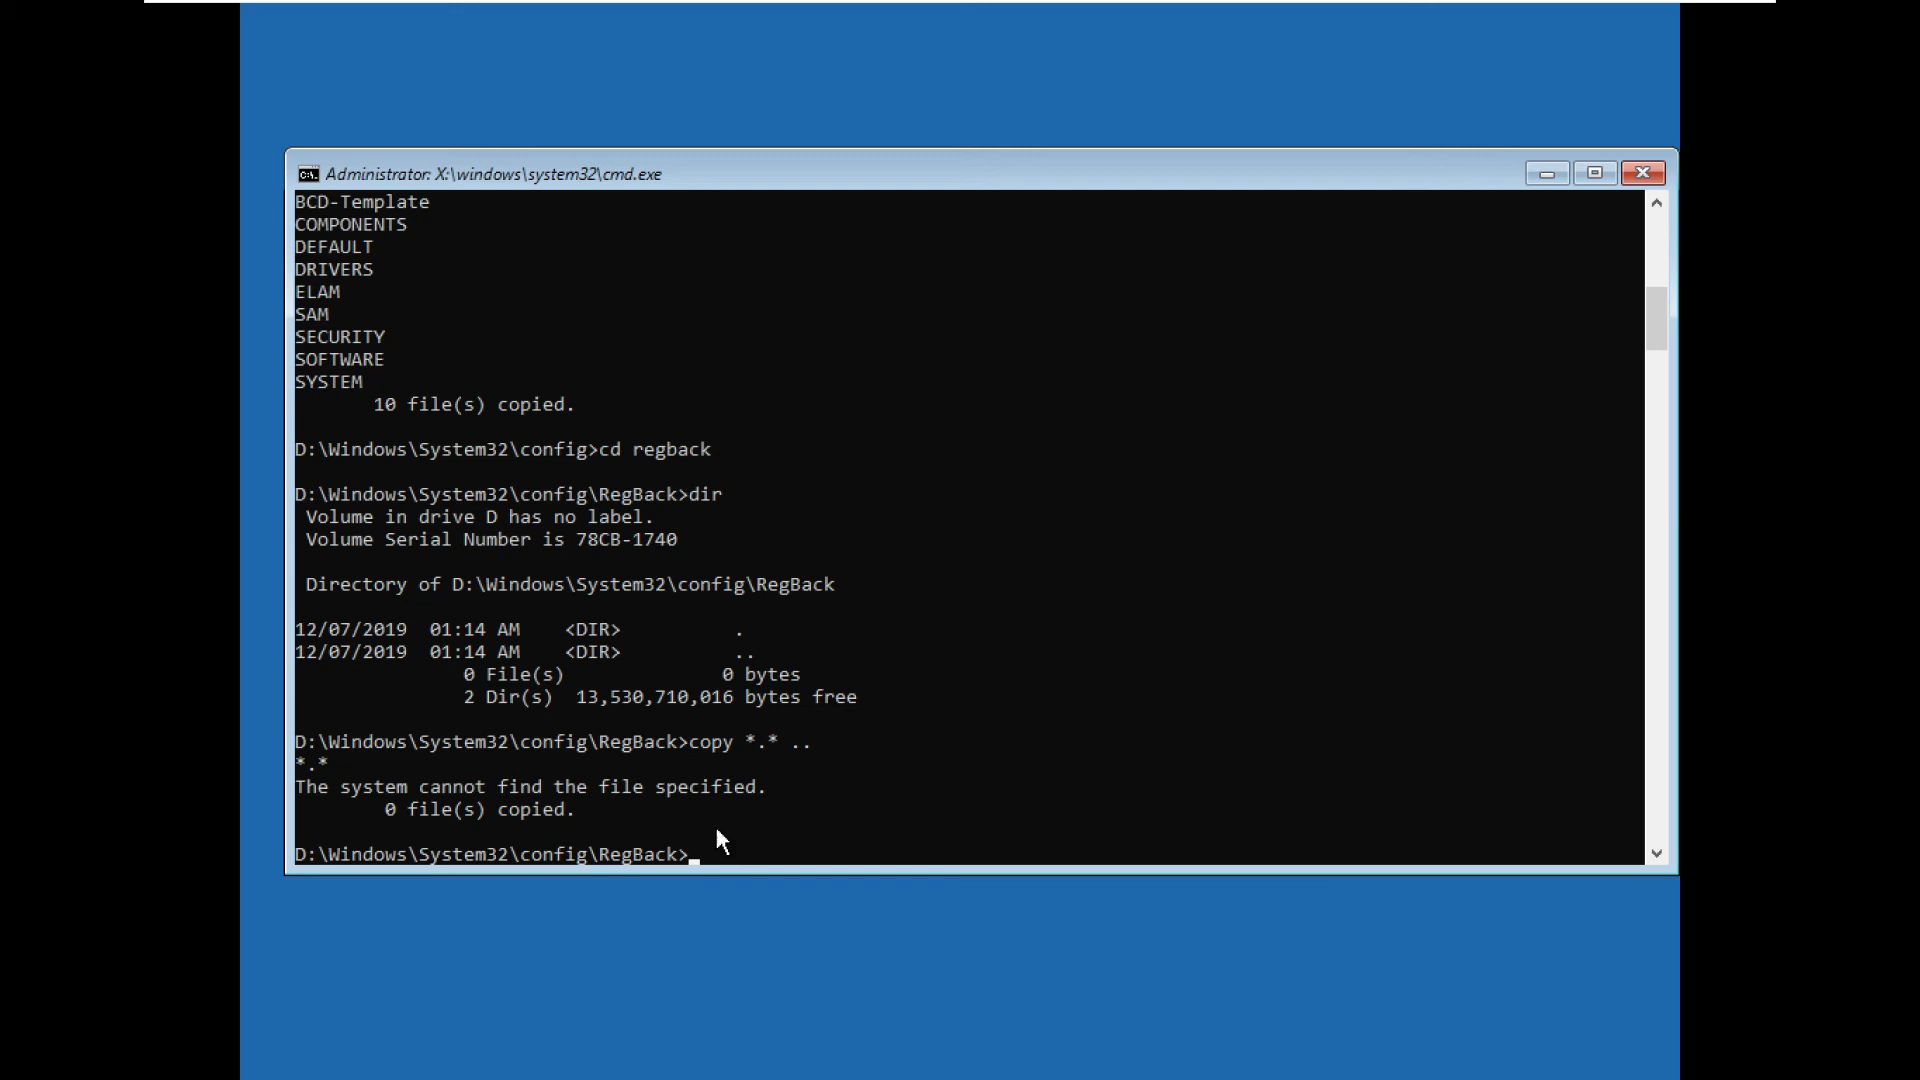 Administrator: X:\windows\system32\cmd.exe
BCD-Template
COMPONENTS
DEFAULT
DRIVERS
ELAM
SAM
SECURITY
SOFTWARE
SYSTEM
       10 file(s) copied.
D:\Windows\System32\config>cd regback
D:\Windows\System32\config\RegBack>dir
 Volume in drive D has no label.
 Volume Serial Number is 78CB-1740
 Directory of D:\Windows\System32\config\RegBack
12/07/2019  01:14 AM    <DIR>          .
12/07/2019  01:14 AM    <DIR>          ..
               0 File(s)              0 bytes
               2 Dir(s)  13,530,710,016 bytes free
D:\Windows\System32\config\RegBack>copy *.* ..
*.*
The system cannot find the file specified.
        0 file(s) copied.
D:\Windows\System32\config\RegBack>